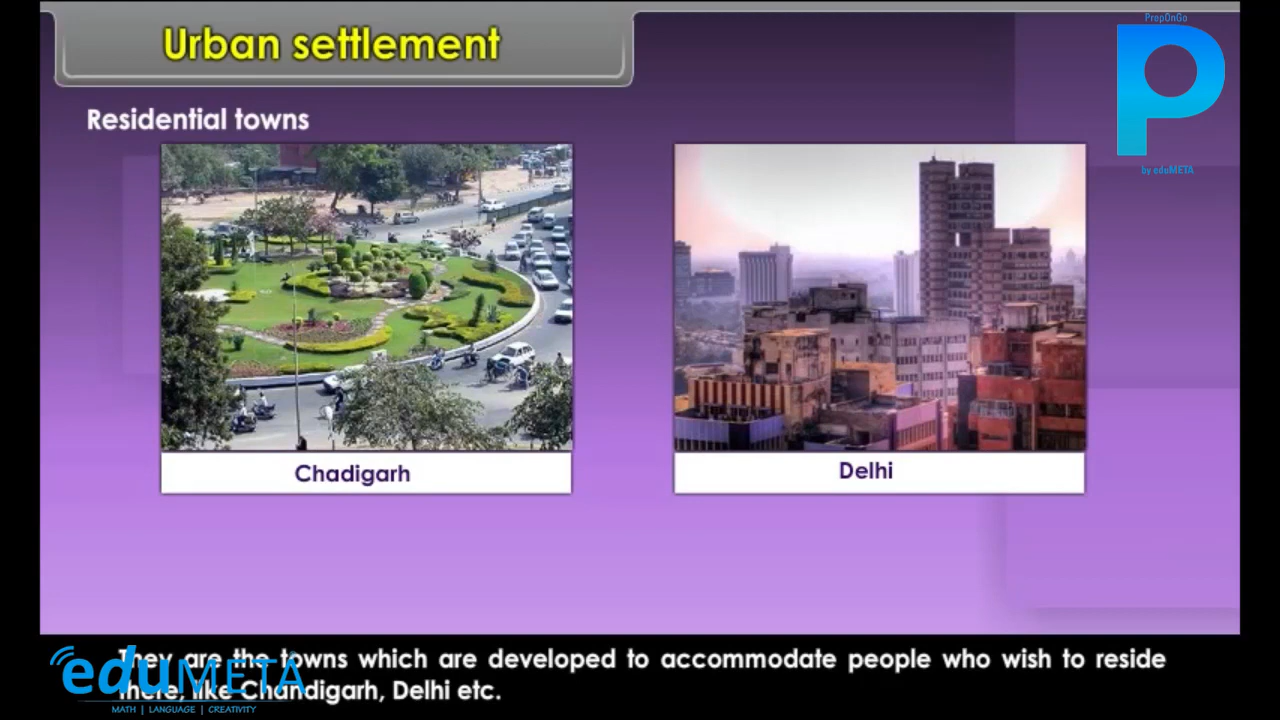 Urban settlement
PrepOnGo
P
by eduMETA
Residential towns
Chadigarh
Delhi
They are the towns which are developed to accommodate people who wish to reside
there, like Chandigarh, Delhi etc.
eduMETA
MATH | LANGUAGE | CREATIVITY